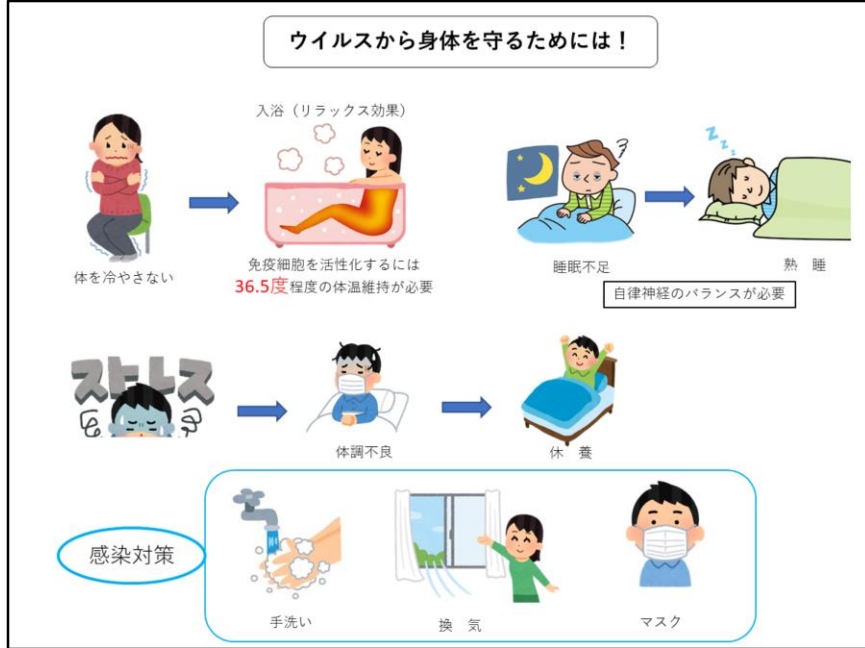 ウイルスから身体を守るためには！
入浴（リラックス効果）
体を冷やさない
免疫細胞を活性化するには
36.5度程度の体温維持が必要
z z z z
睡眠不足
熟 睡
自律神経のバランスが必要
ストレス
体調不良
休 養
感染対策
手洗い
換 気
マスク